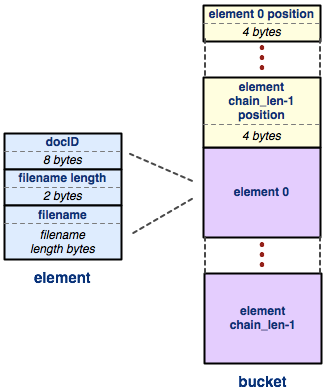 element 0 position
4 bytes
element
chain_len-1
position
4 bytes
docID
8 bytes
filename length
2 bytes
filename
filename
length bytes
element
element 0
element
chain_len-1
bucket